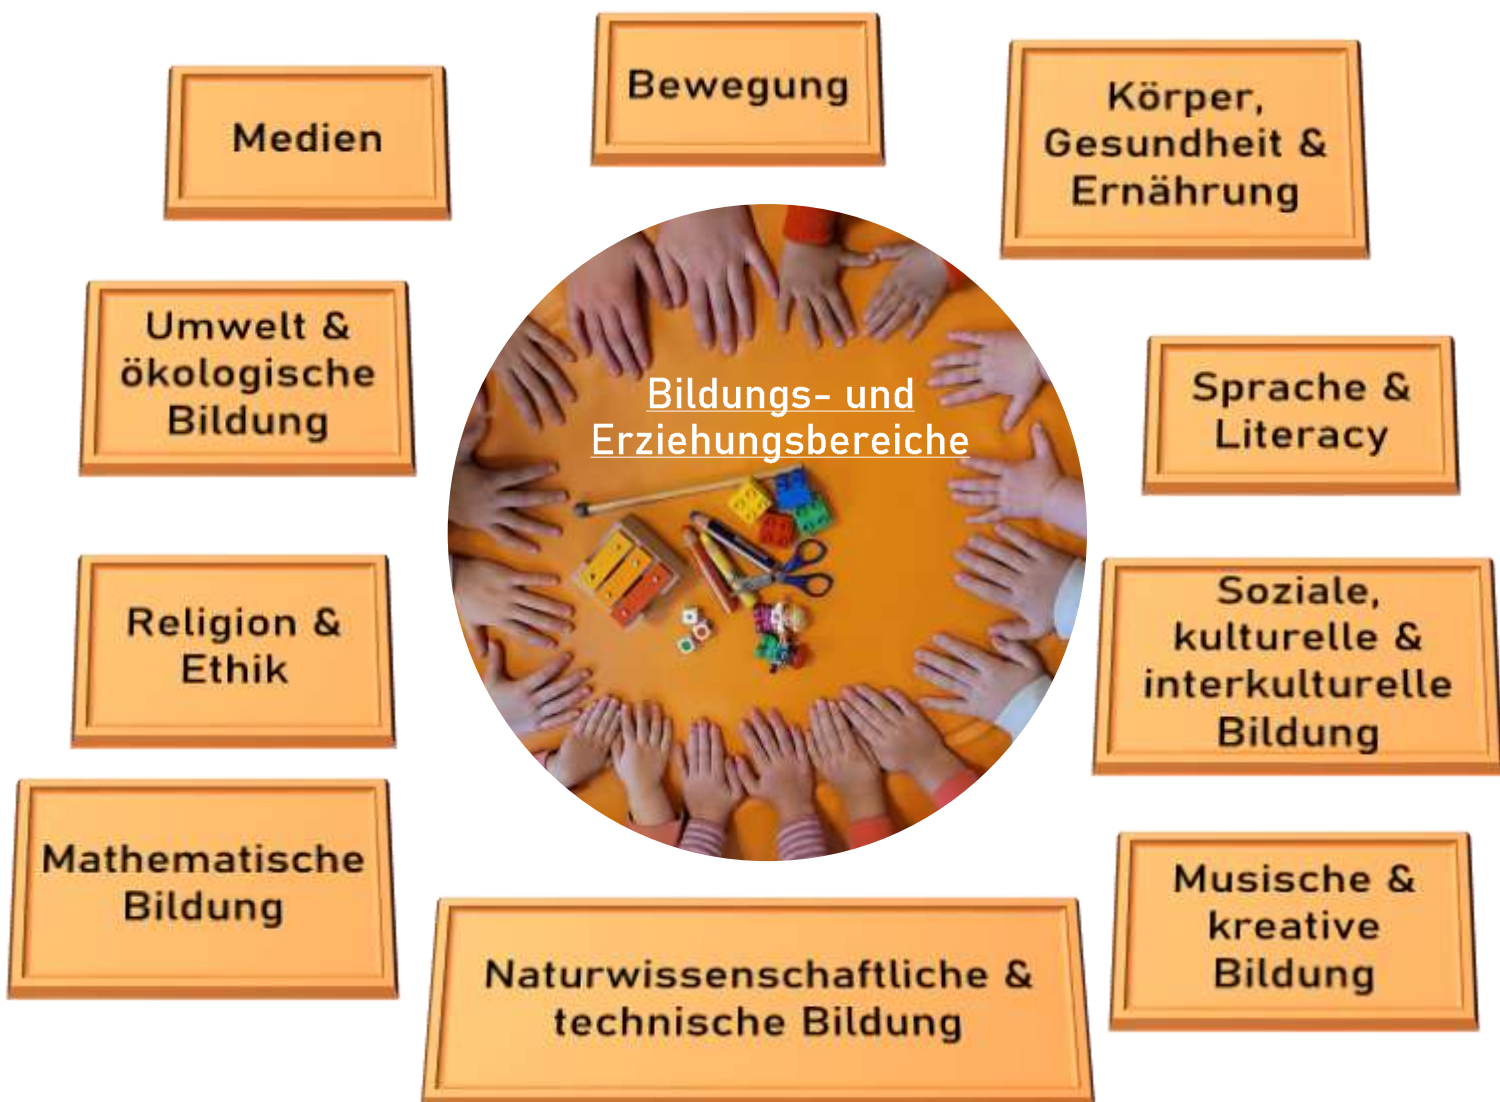 Bewegung
Körper,
Gesundheit &
Ernährung
Medien
Umwelt &
ökologische
Bildung
Bildungs- und
Erziehungsbereiche
Sprache &
Literacy
Religion &
Ethik
Soziale,
kulturelle &
interkulturelle
Bildung
Mathematische
Bildung
Naturwissenschaftliche &
technische Bildung
Musische &
kreative
Bildung